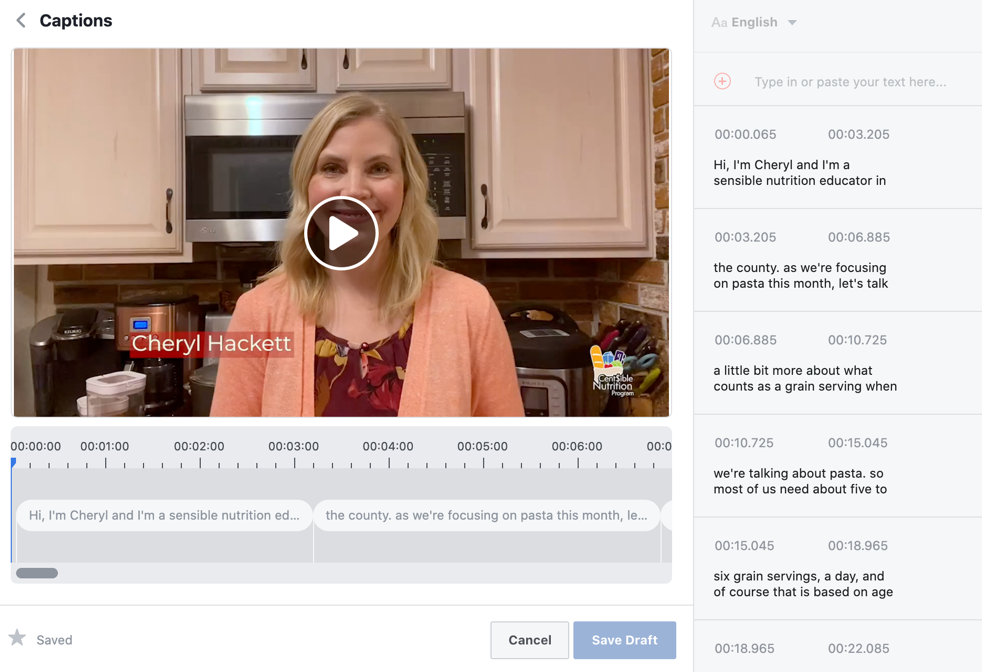 Captions
Aa English
Type in or paste your text here...
KEURIG
Cheryl Hackett
Cent$ible
Nutrition
Program
00:00.065 00:03.205
Hi, I'm Cheryl and I'm a
sensible nutrition educator in
00:03.205 00:06.885
the county. as we're focusing
on pasta this month, let's talk
00:06.885 00:10.725
a little bit more about what
counts as a grain serving when
00:10.725 00:15.045
we're talking about pasta. so
most of us need about five to
00:15.045 00:18.965
six grain servings, a day, and
of course that is based on age
00:18.965 00:22.085
00:00:00 00:01:00 00:02:00 00:03:00 00:04:00 00:05:00 00:06:00 00:0
Hi, I'm Cheryl and I'm a sensible nutrition ed... the county. as we're focusing on pasta this month, le...
Saved
Cancel
Save Draft